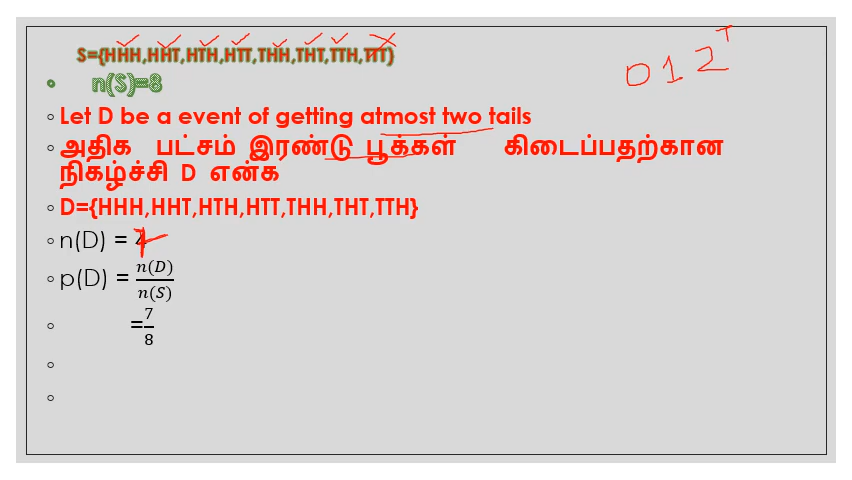 S={HHH,HHT,HTH,HTT,THH,THT,TTH,TTT}
0 1 2 T
n(S)=8
Let D be a event of getting atmost two tails
அதிக பட்சம் இரண்டு பூக்கள் கிடைப்பதற்கான
நிகழ்ச்சி D என்க
D={HHH,HHT,HTH,HTT,THH,THT,TTH}
n(D) = 7
p(D) = n(D)/n(S)
=7/8